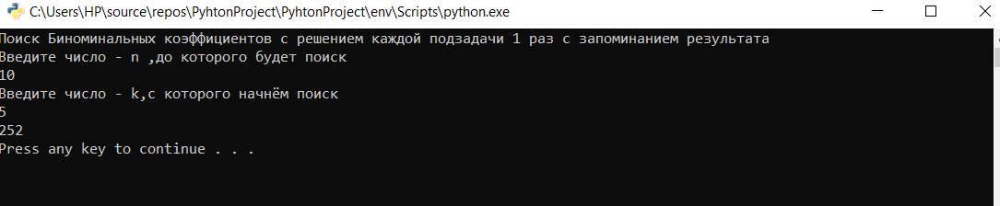 C:\Users\HP\source\repos\PyhtonProject\PyhtonProject\env\Scripts\python.exe
Поиск Биноминальных коэффициентов с решением каждой подзадачи 1 раз с запоминанием результата
Введите число - n ,до которого будет поиск
10
Введите число - k,с которого начнём поиск
5
252
Press any key to continue . . .